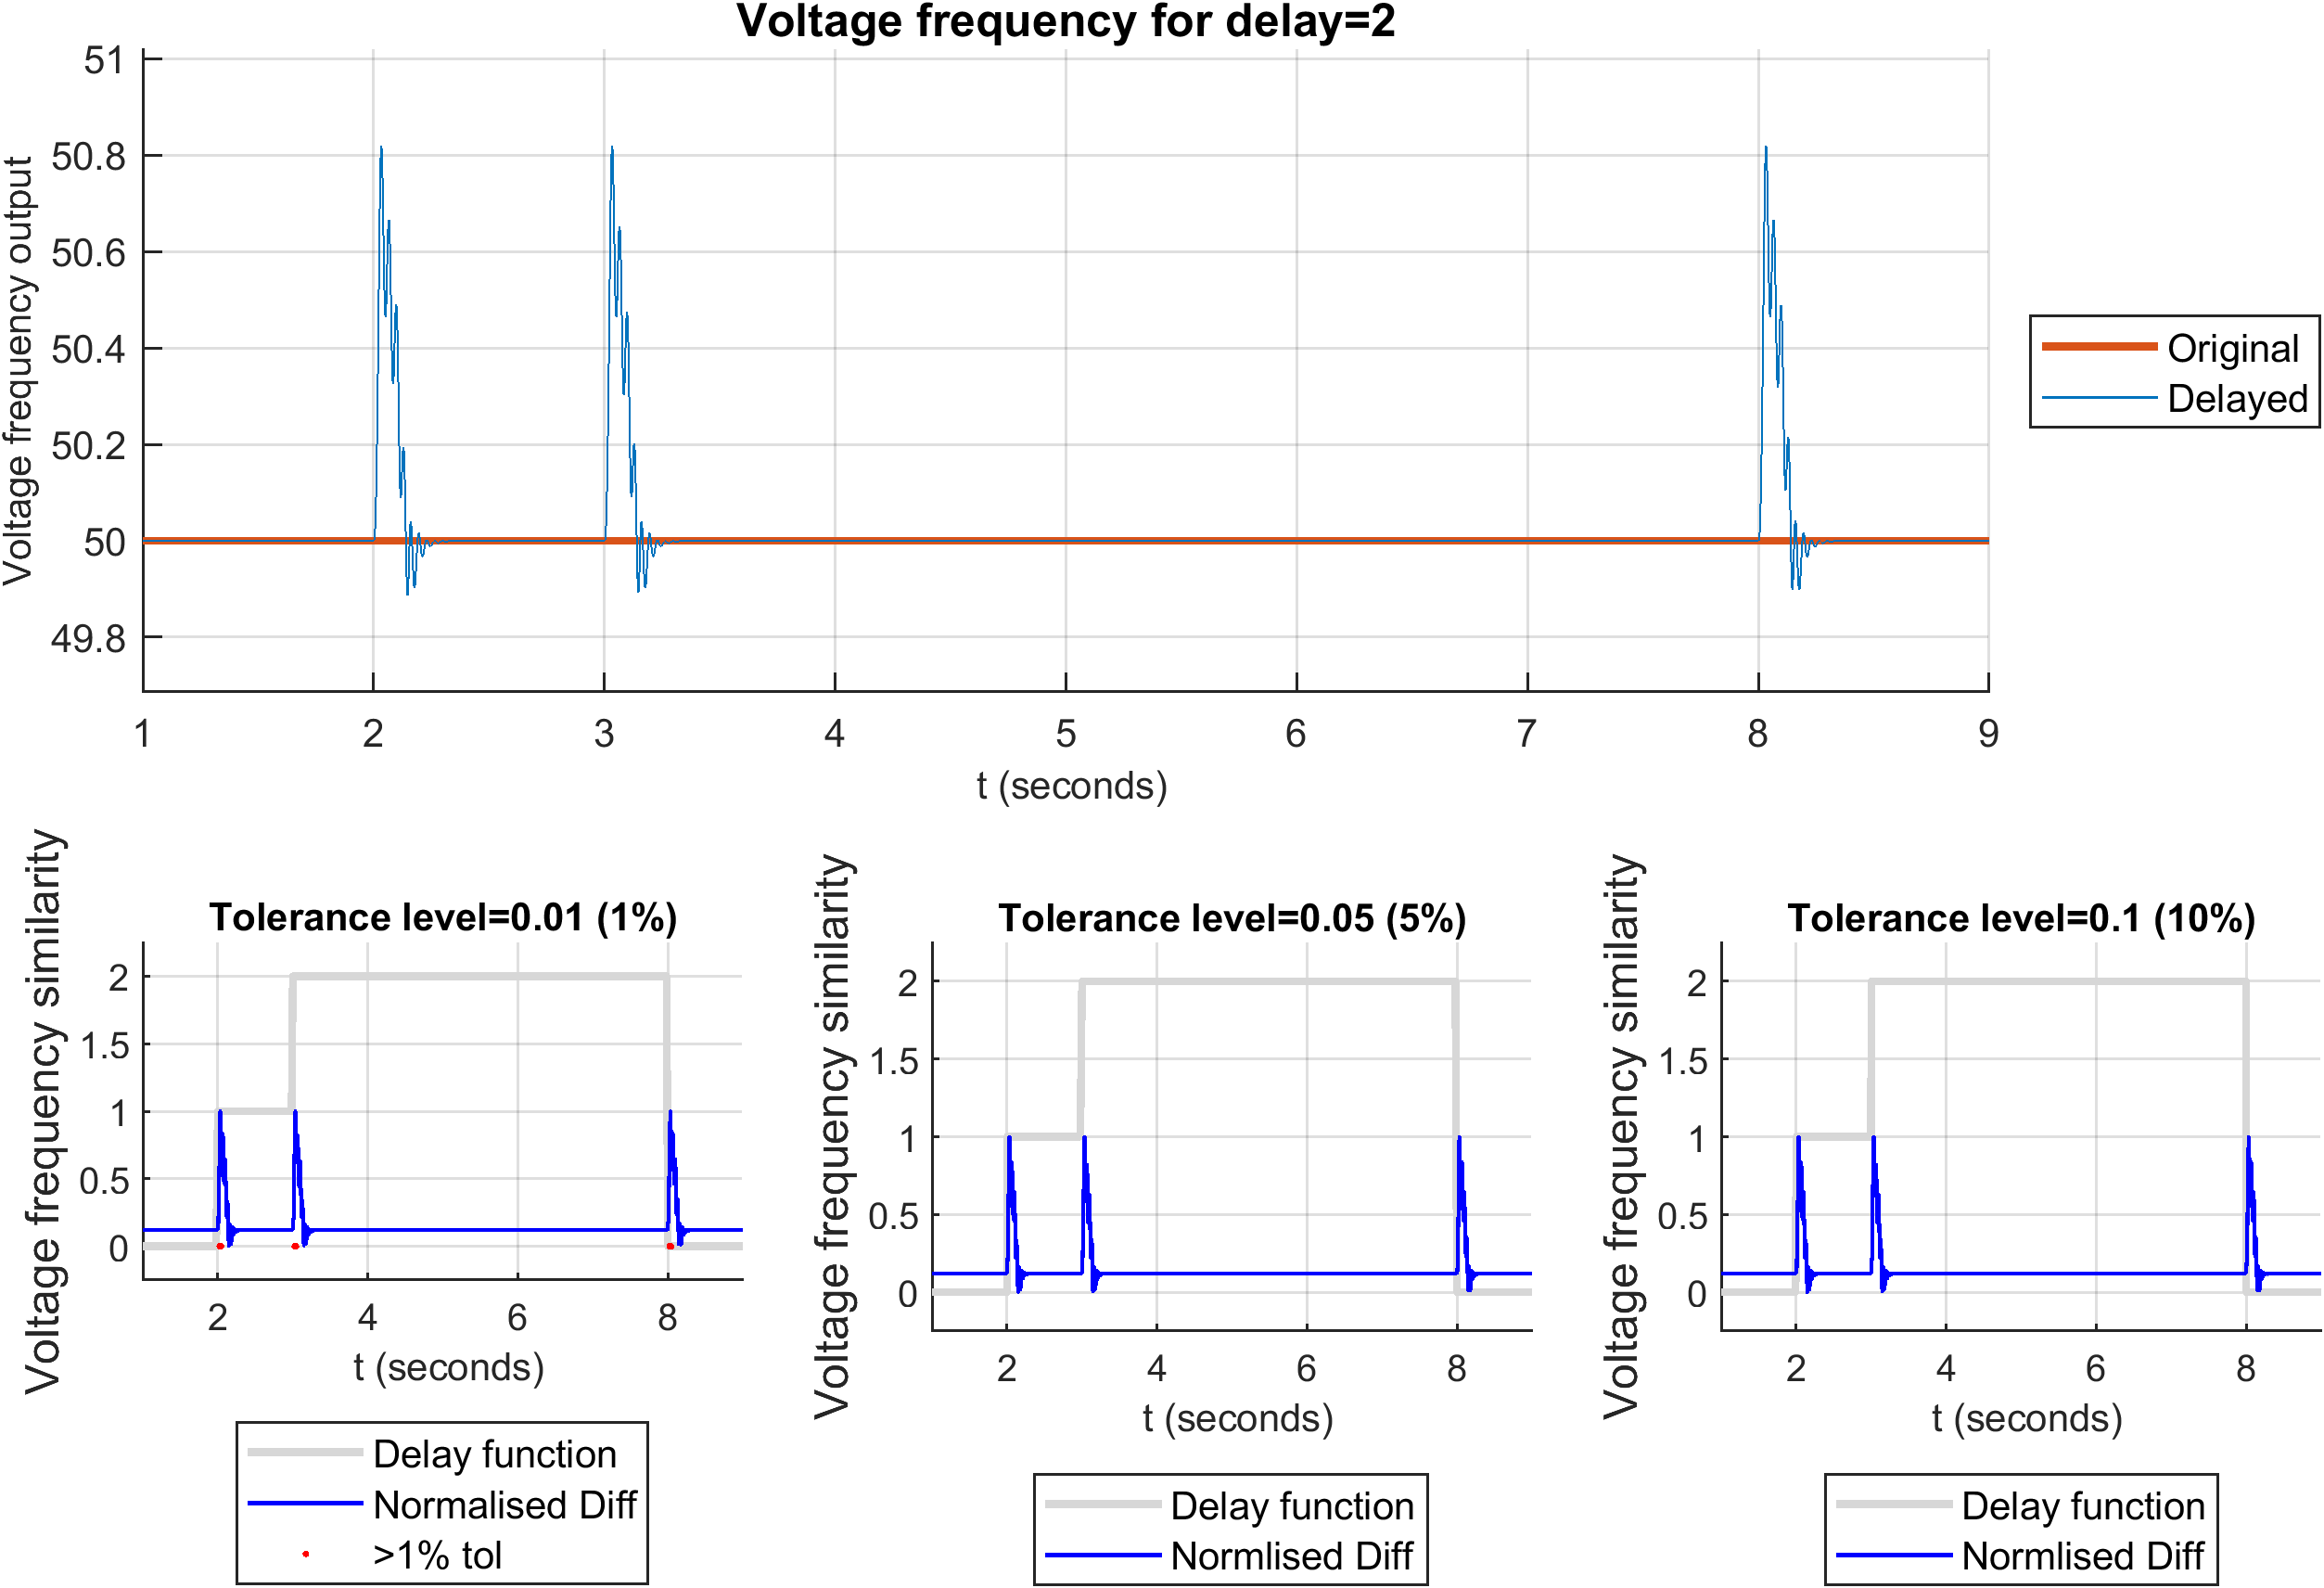 Voltage frequency for delay=2
Voltage frequency output
51
50.8
50.6
50.4
50.2
50
49.8
1 2 3 4 5 6 7 8 9
t (seconds)
Original
Delayed
Tolerance level=0.01 (1%)
Voltage frequency similarity
2
1.5
1
0.5
0
2 4 6 8
t (seconds)
Delay function
Normalised Diff
>1% tol
Tolerance level=0.05 (5%)
Voltage frequency similarity
2
1.5
1
0.5
0
2 4 6 8
t (seconds)
Delay function
Normlised Diff
Tolerance level=0.1 (10%)
Voltage frequency similarity
2
1.5
1
0.5
0
2 4 6 8
t (seconds)
Delay function
Normlised Diff